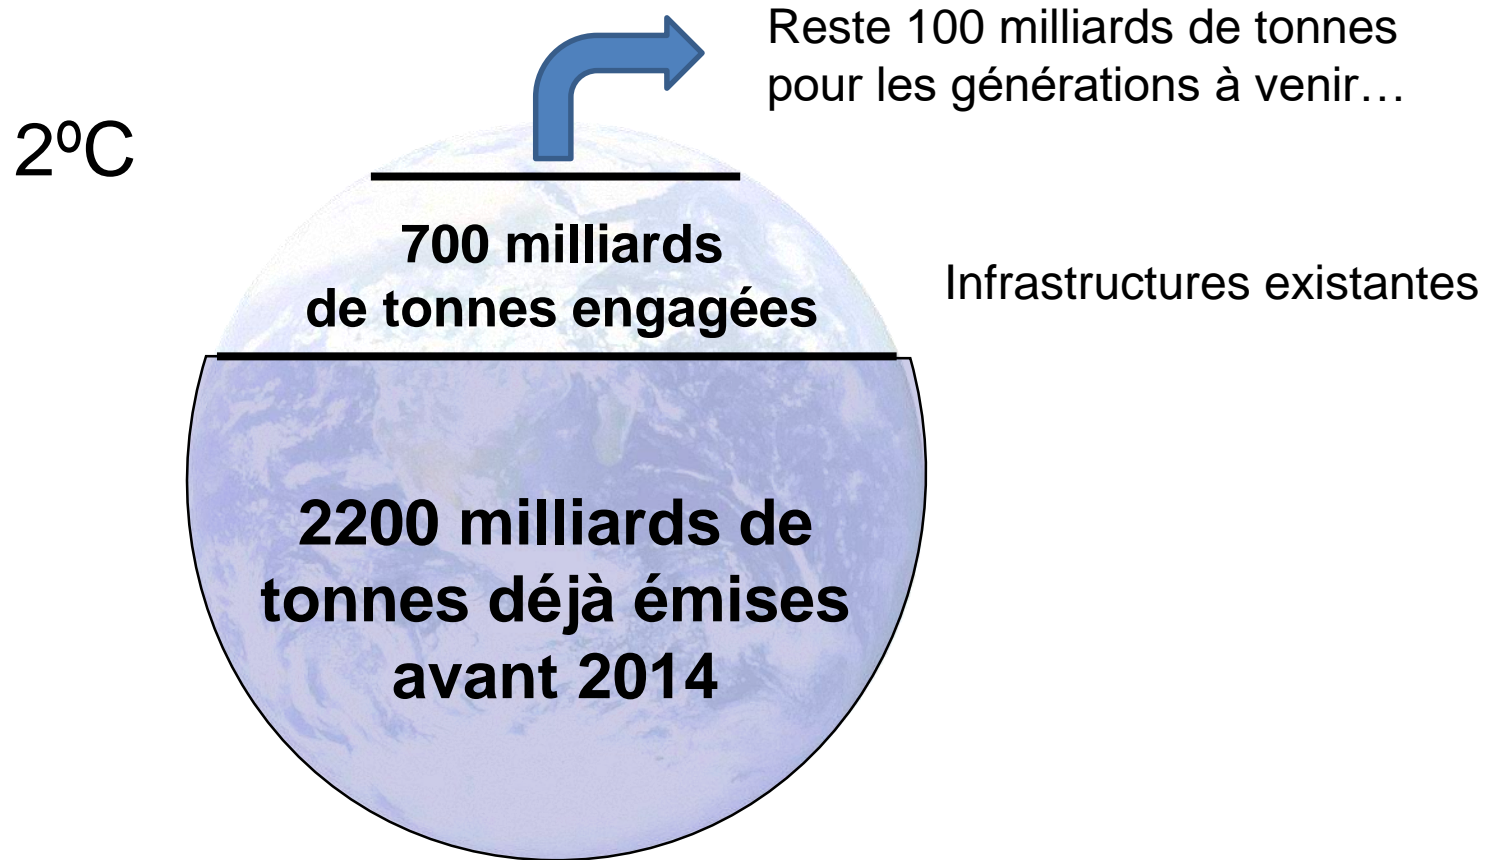 Reste 100 milliards de tonnes
pour les générations à venir…
2ºC
700 milliards
de tonnes engagées
Infrastructures existantes
2200 milliards de
tonnes déjà émises
avant 2014